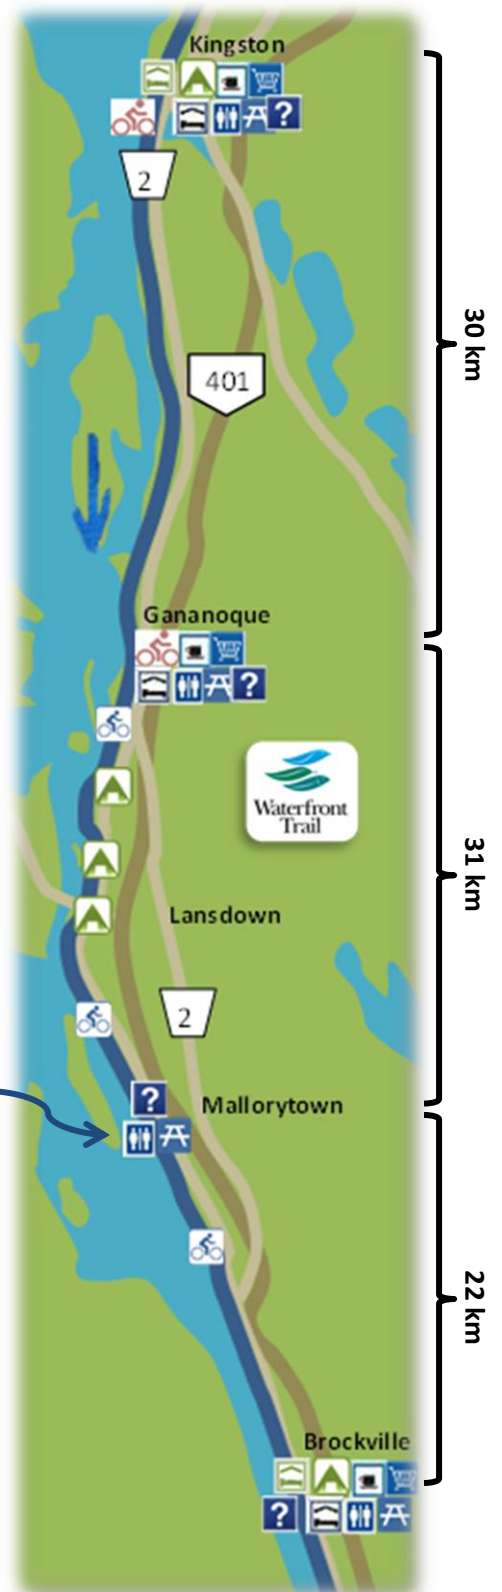 Kingston
?
2
30 km
401
Gananoque
?
Waterfront
Trail
31 km
Lansdown
2
?
Mallorytown
22 km
Brockville
?